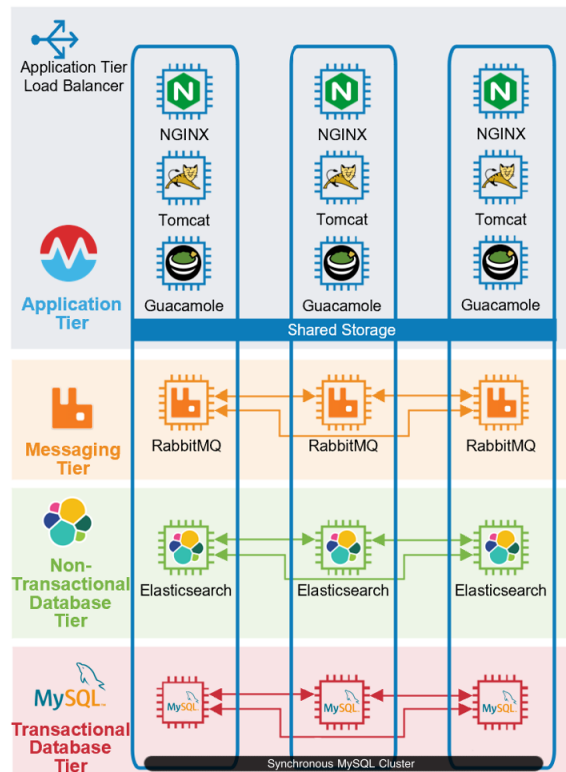 Application Tier
Load Balancer
NGINX NGINX NGINX
Tomcat Tomcat Tomcat
Guacamole Guacamole Guacamole
Application
Tier
Shared Storage
RabbitMQ RabbitMQ RabbitMQ
Messaging
Tier
Elasticsearch Elasticsearch Elasticsearch
Non-
Transactional
Database
Tier
MySQL
MySQL MySQL MySQL
Transactional
Database
Tier
Synchronous MySQL Cluster